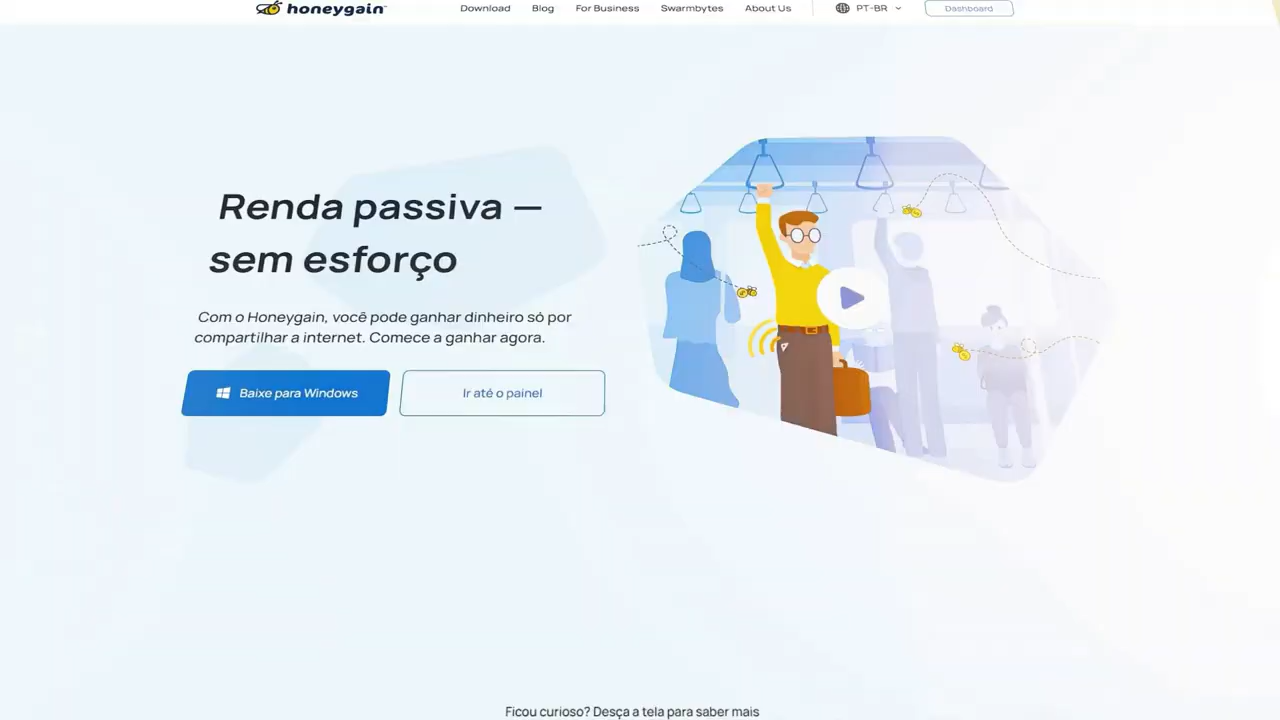 honeygain
Download Blog For Business Swarmbytes About Us PT-BR Dashboard
Renda passiva –
sem esforço
Com o Honeygain, você pode ganhar dinheiro só por
compartilhar a internet. Comece a ganhar agora.
Baixe para Windows Ir até o painel
Ficou curioso? Desça a tela para saber mais